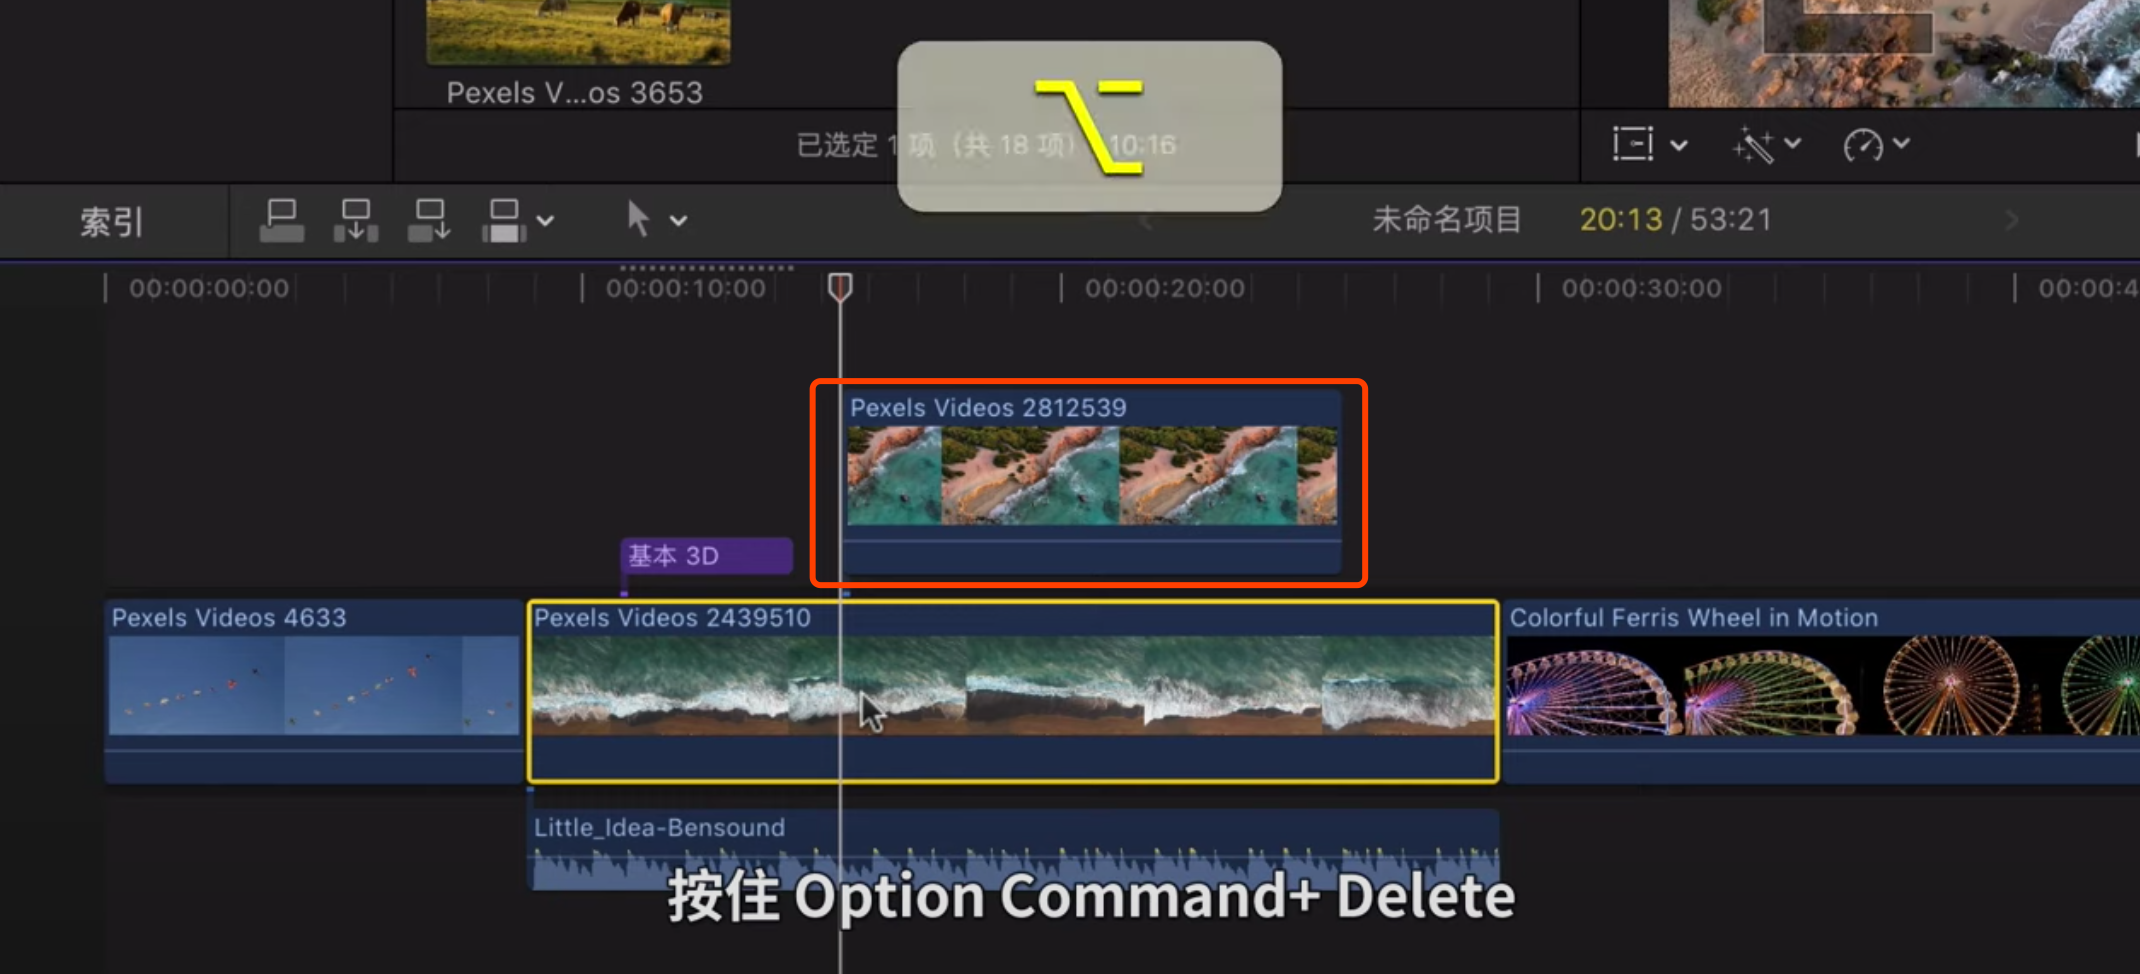 Pexels V...os 3653
已选定 1 项（共 18 项） 10:16
索引
未命名项目
20:13 / 53:21
00:00:00:00
00:00:10:00
00:00:20:00
00:00:30:00
00:00:4
Pexels Videos 2812539
基本 3D
Pexels Videos 4633
Pexels Videos 2439510
Colorful Ferris Wheel in Motion
Little_Idea-Bensound
按住 Option Command+ Delete